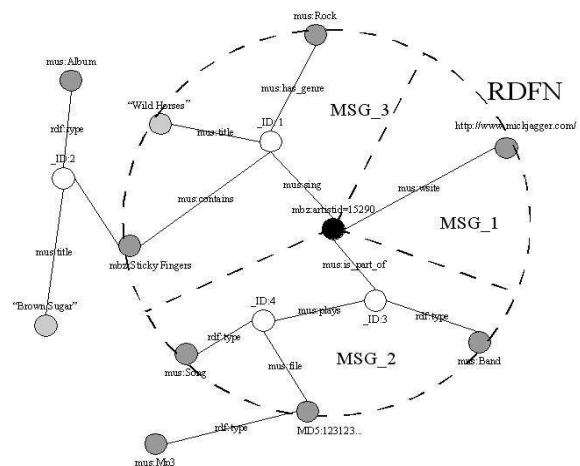 mus:Rock
mus:Album
RDFN
"Wild Horses"
mus:has_genre
MSG_3
rdf:type
mus:title
_ID:1
http://www.mickjagger.com/
_ID:2
mus:sing
mus:contains
mus:wsite
mbz:artistid=15290
MSG_1
mus:title
mbz:Sticky Fingers
mus:is_part_of
"Brown Sugar"
_ID:4
mus:plays
_ID:3
rdf:type
rdf:type
mus:Song
MSG_2
mus:Band
mus:file
rdf:type
MD5:123123...
mus:Mp3